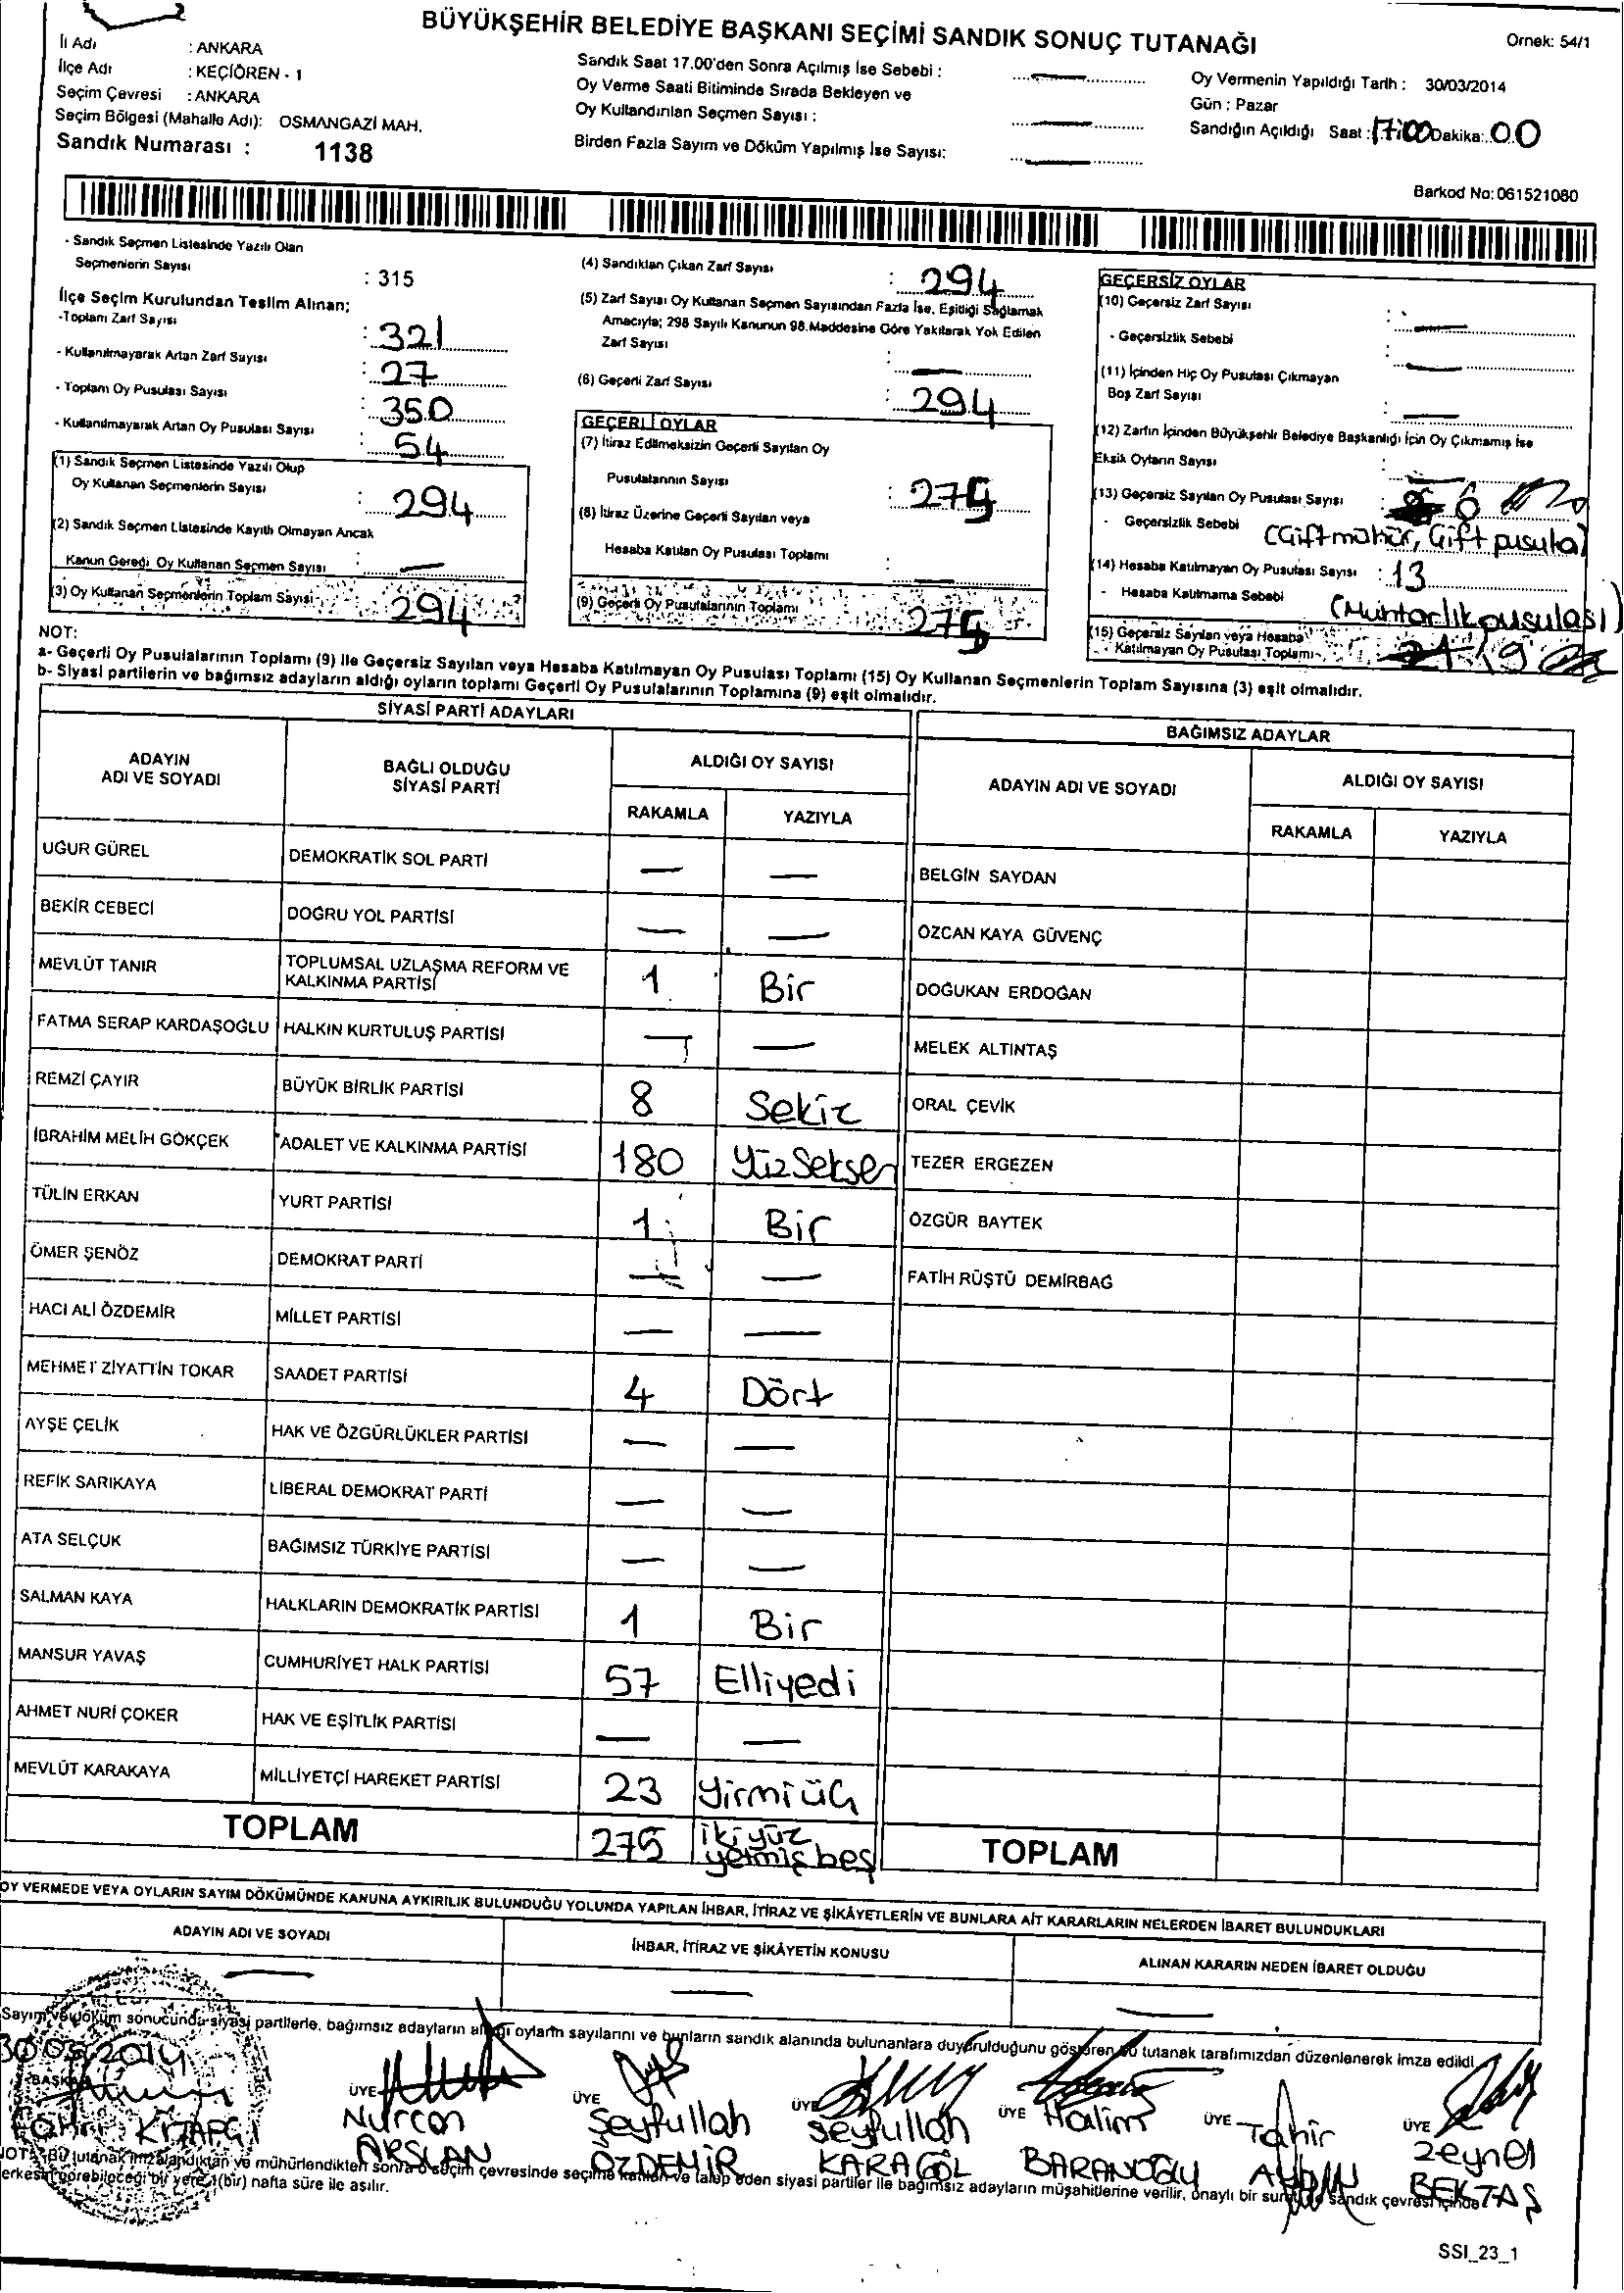 BÜYÜKŞEHİR BELEDİYE BAŞKANI SEÇİMİ SANDIK SONUÇ TUTANAĞI
Örnek: 54/1
İl Adı : ANKARA
İlçe Adı : KEÇİÖREN - 1
Seçim Çevresi : ANKARA
Seçim Bölgesi (Mahalle Adı): OSMANGAZİ MAH.
Sandık Numarası : 1138
Sandık Saat 17.00'den Sonra Açılmış İse Sebebi :
Oy Verme Saati Bitiminde Sırada Bekleyen ve
Oy Kullandırılan Seçmen Sayısı :
Birden Fazla Sayım ve Döküm Yapılmış İse Sayısı:
Oy Vermenin Yapıldığı Tarih : 30/03/2014
Gün : Pazar
Sandığın Açıldığı Saat : 17:00 Dakika: 00
Barkod No: 061521080
- Sandık Seçmen Listesinde Yazılı Olan
Seçmenlerin Sayısı : 315
İlçe Seçim Kurulundan Teslim Alınan;
-Toplam Zarf Sayısı : 321
- Kullanılmayarak Artan Zarf Sayısı : 27
- Toplam Oy Pusulası Sayısı : 350
- Kullanılmayarak Artan Oy Pusulası Sayısı : 54
(1) Sandık Seçmen Listesinde Yazılı Olup
Oy Kullanan Seçmenlerin Sayısı : 294
(2) Sandık Seçmen Listesinde Kayıtlı Olmayan Ancak
Kanun Gereği Oy Kullanan Seçmen Sayısı : —
(3) Oy Kullanan Seçmenlerin Toplam Sayısı 294
(4) Sandıktan Çıkan Zarf Sayısı : 294
(5) Zarf Sayısı Oy Kullanan Seçmen Sayısından Fazla İse, Eşitliği Sağlamak
Amacıyla; 298 Sayılı Kanunun 98.Maddesine Göre Yakılarak Yok Edilen
Zarf Sayısı : —
(6) Geçerli Zarf Sayısı : 294
GEÇERLİ OYLAR
(7) İtiraz Edilmeksizin Geçerli Sayılan Oy
Pusulalarının Sayısı : 275
(8) İtiraz Üzerine Geçerli Sayılan veya
Hesaba Katılan Oy Pusulası Toplamı : —
(9) Geçerli Oy Pusulalarının Toplamı 275
GEÇERSİZ OYLAR
(10) Geçersiz Zarf Sayısı : —
- Geçersizlik Sebebi : —
(11) İçinden Hiç Oy Pusulası Çıkmayan
Boş Zarf Sayısı : —
(12) Zarfın İçinden Büyükşehir Belediye Başkanlığı İçin Oy Çıkmamış İse
Eksik Oyların Sayısı : —
(13) Geçersiz Sayılan Oy Pusulası Sayısı : 6
- Geçersizlik Sebebi (Çift mühür, Çift pusula)
(14) Hesaba Katılmayan Oy Pusulası Sayısı : 13
- Hesaba Katılmama Sebebi (Muhtarlık pusulası)
(15) Geçersiz Sayılan veya Hesaba
- Katılmayan Oy Pusulası Toplamı 19
NOT:
a- Geçerli Oy Pusulalarının Toplamı (9) ile Geçersiz Sayılan veya Hesaba Katılmayan Oy Pusulası Toplamı (15) Oy Kullanan Seçmenlerin Toplam Sayısına (3) eşit olmalıdır.
b- Siyasi partilerin ve bağımsız adayların aldığı oyların toplamı Geçerli Oy Pusulalarının Toplamına (9) eşit olmalıdır.
SİYASİ PARTİ ADAYLARI
ADAYIN ADI VE SOYADI
BAĞLI OLDUĞU SİYASİ PARTİ
ALDIĞI OY SAYISI
RAKAMLA YAZIYLA
UĞUR GÜREL DEMOKRATİK SOL PARTİ — —
BEKİR CEBECİ DOĞRU YOL PARTİSİ — —
MEVLÜT TANIR TOPLUMSAL UZLAŞMA REFORM VE KALKINMA PARTİSİ 1 Bir
FATMA SERAP KARDAŞOĞLU HALKIN KURTULUŞ PARTİSİ — —
REMZİ ÇAYIR BÜYÜK BİRLİK PARTİSİ 8 Sekiz
İBRAHİM MELİH GÖKÇEK ADALET VE KALKINMA PARTİSİ 180 YüzSeksen
TÜLİN ERKAN YURT PARTİSİ 1 Bir
ÖMER ŞENÖZ DEMOKRAT PARTİ — —
HACI ALİ ÖZDEMİR MİLLET PARTİSİ — —
MEHMET ZİYATTİN TOKAR SAADET PARTİSİ 4 Dört
AYŞE ÇELİK HAK VE ÖZGÜRLÜKLER PARTİSİ — —
REFİK SARIKAYA LİBERAL DEMOKRAT PARTİ — —
ATA SELÇUK BAĞIMSIZ TÜRKİYE PARTİSİ — —
SALMAN KAYA HALKLARIN DEMOKRATİK PARTİSİ 1 Bir
MANSUR YAVAŞ CUMHURİYET HALK PARTİSİ 57 Elliyedi
AHMET NURİ ÇOKER HAK VE EŞİTLİK PARTİSİ — —
MEVLÜT KARAKAYA MİLLİYETÇİ HAREKET PARTİSİ 23 yirmiüç
TOPLAM 275 iki yüz yetmiş beş
BAĞIMSIZ ADAYLAR
ADAYIN ADI VE SOYADI
ALDIĞI OY SAYISI
RAKAMLA YAZIYLA
BELGİN SAYDAN
ÖZCAN KAYA GÜVENÇ
DOĞUKAN ERDOĞAN
MELEK ALTINTAŞ
ORAL ÇEVİK
TEZER ERGEZEN
ÖZGÜR BAYTEK
FATİH RÜŞTÜ DEMİRBAĞ
TOPLAM
OY VERMEDE VEYA OYLARIN SAYIM DÖKÜMÜNDE KANUNA AYKIRILIK BULUNDUĞU YOLUNDA YAPILAN İHBAR, İTİRAZ VE ŞİKÂYETLERİN VE BUNLARA AİT KARARLARIN NELERDEN İBARET BULUNDUKLARI
ADAYIN ADI VE SOYADI
İHBAR, İTİRAZ VE ŞİKÂYETİN KONUSU
ALINAN KARARIN NEDEN İBARET OLDUĞU
— — —
Sayım ve döküm sonucunda siyasi partilerle, bağımsız adayların aldığı oyların sayılarını ve bunların sandık alanında bulunanlara duyurulduğunu gösteren bu tutanak tarafımızdan düzenlenerek imza edildi.
30/03/2014
BAŞKAN ÜYE ÜYE ÜYE ÜYE ÜYE ÜYE
Nurcan ARSLAN
Seyfullah ÖZDEMİR
Seyfullah KARAGÖL
Halim
Tahir
Zeynel BEKTAŞ
NOT: Bu tutanak imzalandıktan ve mühürlendikten sonra o seçim çevresinde seçime katılan ve talep eden siyasi partiler ile bağımsız adayların müşahitlerine verilir, onaylı bir sandık çevresi içinde
herkesin görebileceği bir yere 1(bir) hafta süre ile asılır.
SSI_23_1